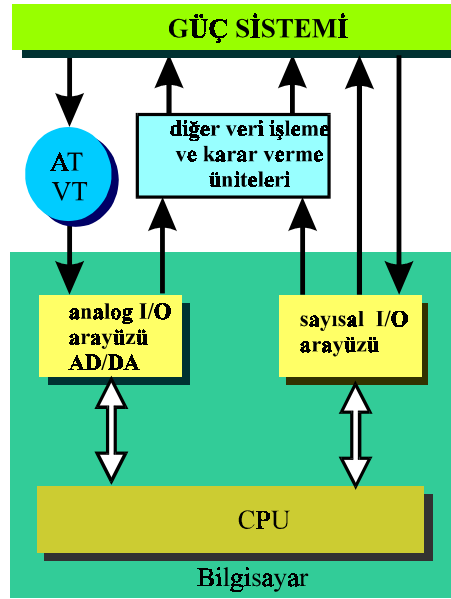 GÜÇ SİSTEMİ
AT
VT
diğer veri işleme
ve karar verme
üniteleri
analog I/O
arayüzü
AD/DA
sayısal I/O
arayüzü
CPU
Bilgisayar